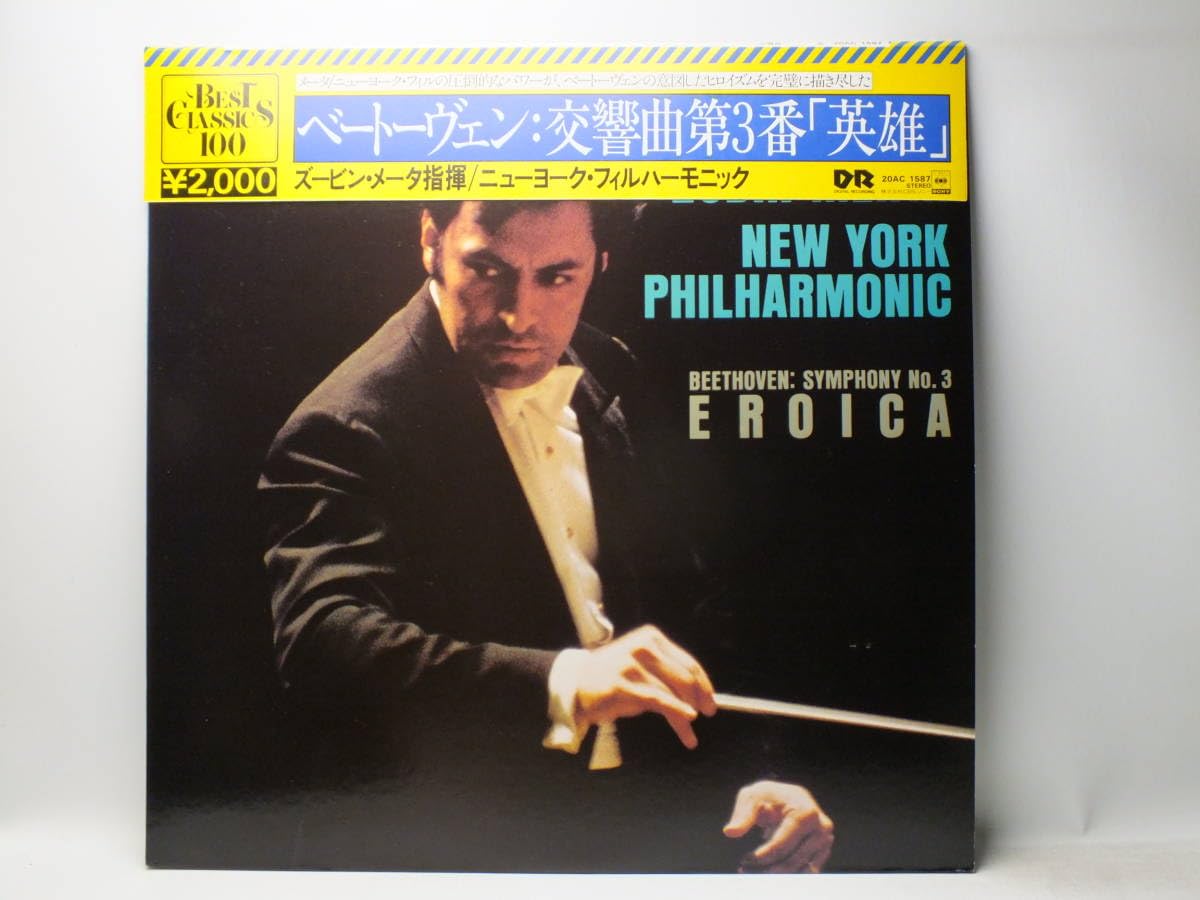 BEST
CLASSICS
100
¥2,000
メータ/ニューヨーク・フィルの圧倒的なパワーが、ベートーヴェンの意図したヒロイズムを完璧に描き尽した
ベートーヴェン:交響曲第3番「英雄」
ズービン・メータ指揮/ニューヨーク・フィルハーモニック
DR
DIGITAL RECORDING
20AC 1587
STEREO
SONY
NEW YORK
PHILHARMONIC
BEETHOVEN: SYMPHONY No. 3
EROICA